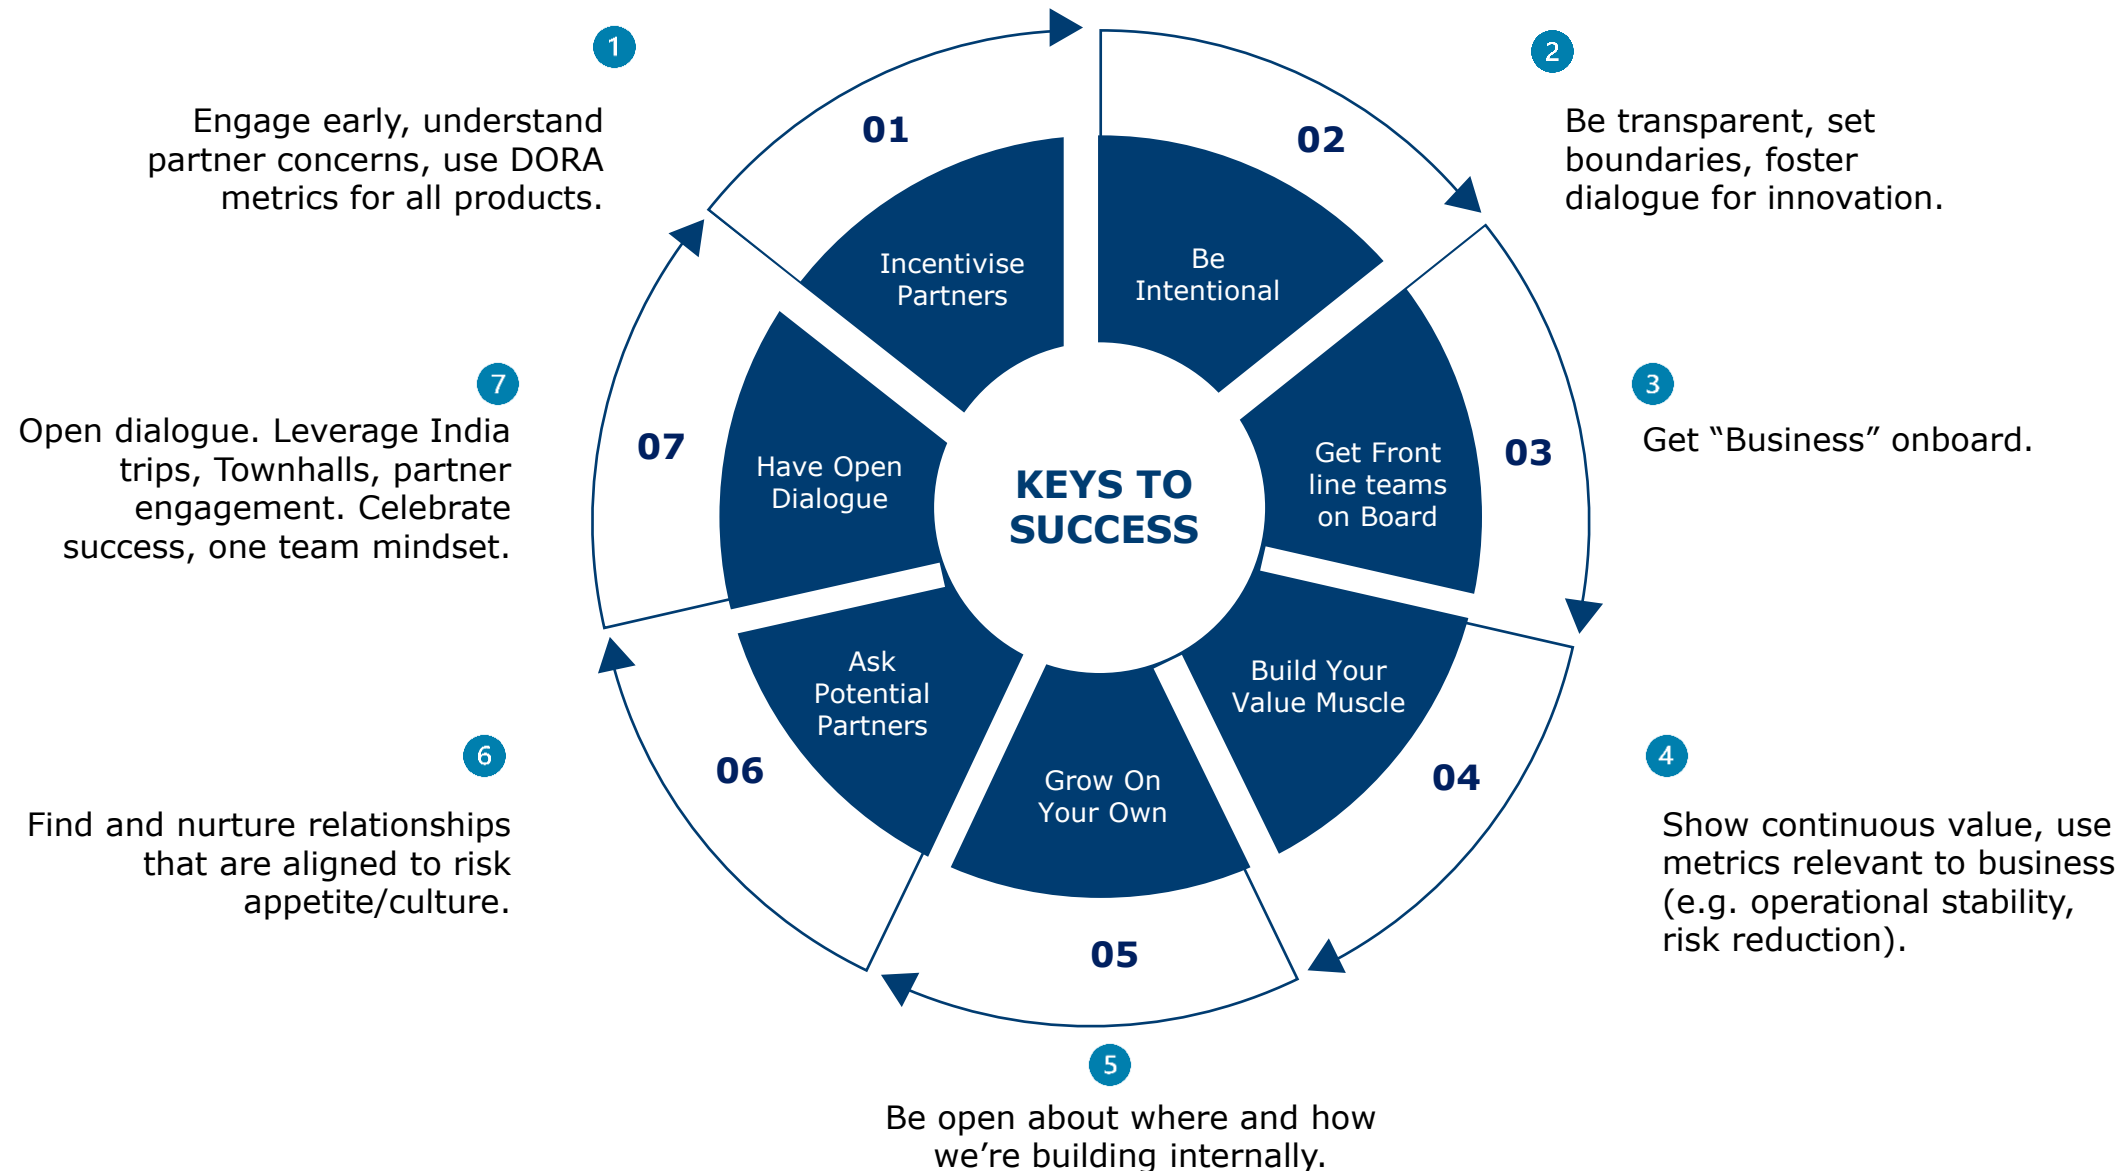 KEYS TO
SUCCESS
1
Engage early, understand
partner concerns, use DORA
metrics for all products.
01
Incentivise
Partners
2
Be transparent, set
boundaries, foster
dialogue for innovation.
02
Be
Intentional
3
Get “Business” onboard.
03
Get Front
line teams
on Board
4
Show continuous value, use
metrics relevant to business
(e.g. operational stability,
risk reduction).
04
Build Your
Value Muscle
5
Be open about where and how
we’re building internally.
05
Grow On
Your Own
6
Find and nurture relationships
that are aligned to risk
appetite/culture.
06
Ask
Potential
Partners
7
Open dialogue. Leverage India
trips, Townhalls, partner
engagement. Celebrate
success, one team mindset.
07
Have Open
Dialogue